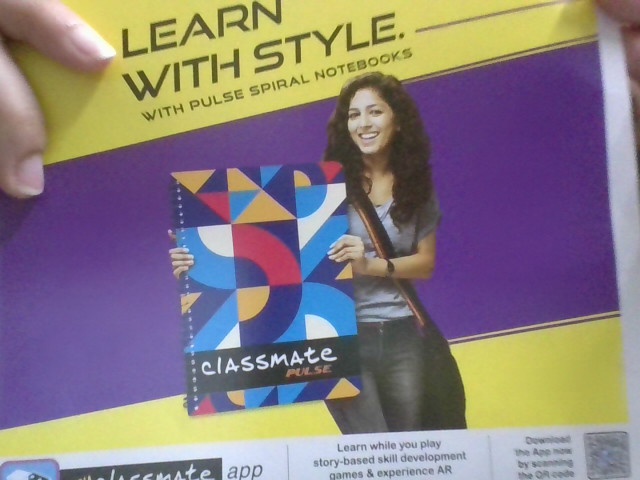 LEARN
WITH STYLE.
WITH PULSE SPIRAL NOTEBOOKS
classmate
PULSE
classmate app
Learn while you play
story-based skill development
games & experience AR
Download
the App now
by scanning
the QR code